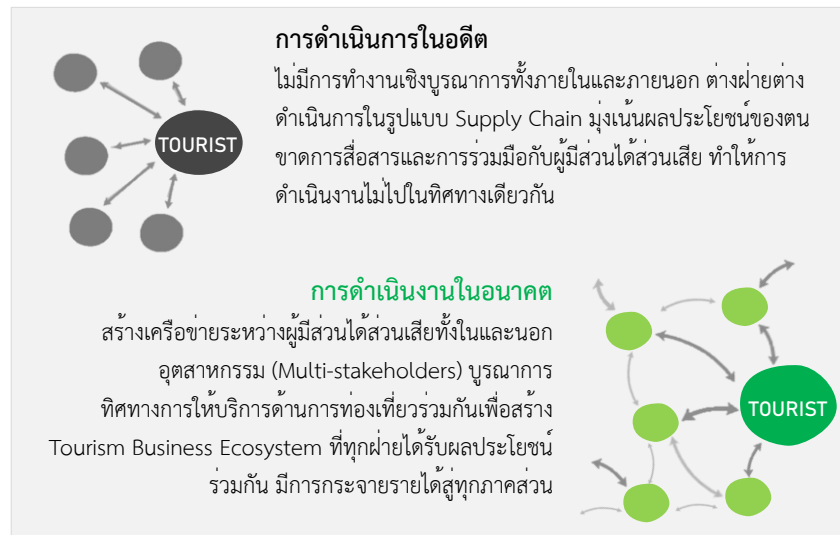 การดำเนินการในอดีต
ไม่มีการทำงานเชิงบูรณาการทั้งภายในและภายนอก ต่างฝ่ายต่าง
ดำเนินการในรูปแบบ Supply Chain มุ่งเน้นผลประโยชน์ของตน
ขาดการสื่อสารและการร่วมมือกับผู้มีส่วนได้ส่วนเสีย ทำให้การ
ดำเนินงานไม่ไปในทิศทางเดียวกัน
TOURIST
การดำเนินงานในอนาคต
สร้างเครือข่ายระหว่างผู้มีส่วนได้ส่วนเสียทั้งในและนอก
อุตสาหกรรม (Multi-stakeholders) บูรณาการ
ทิศทางการให้บริการด้านการท่องเที่ยวร่วมกันเพื่อสร้าง
Tourism Business Ecosystem ที่ทุกฝ่ายได้รับผลประโยชน์
ร่วมกัน มีการกระจายรายได้สู่ทุกภาคส่วน
TOURIST